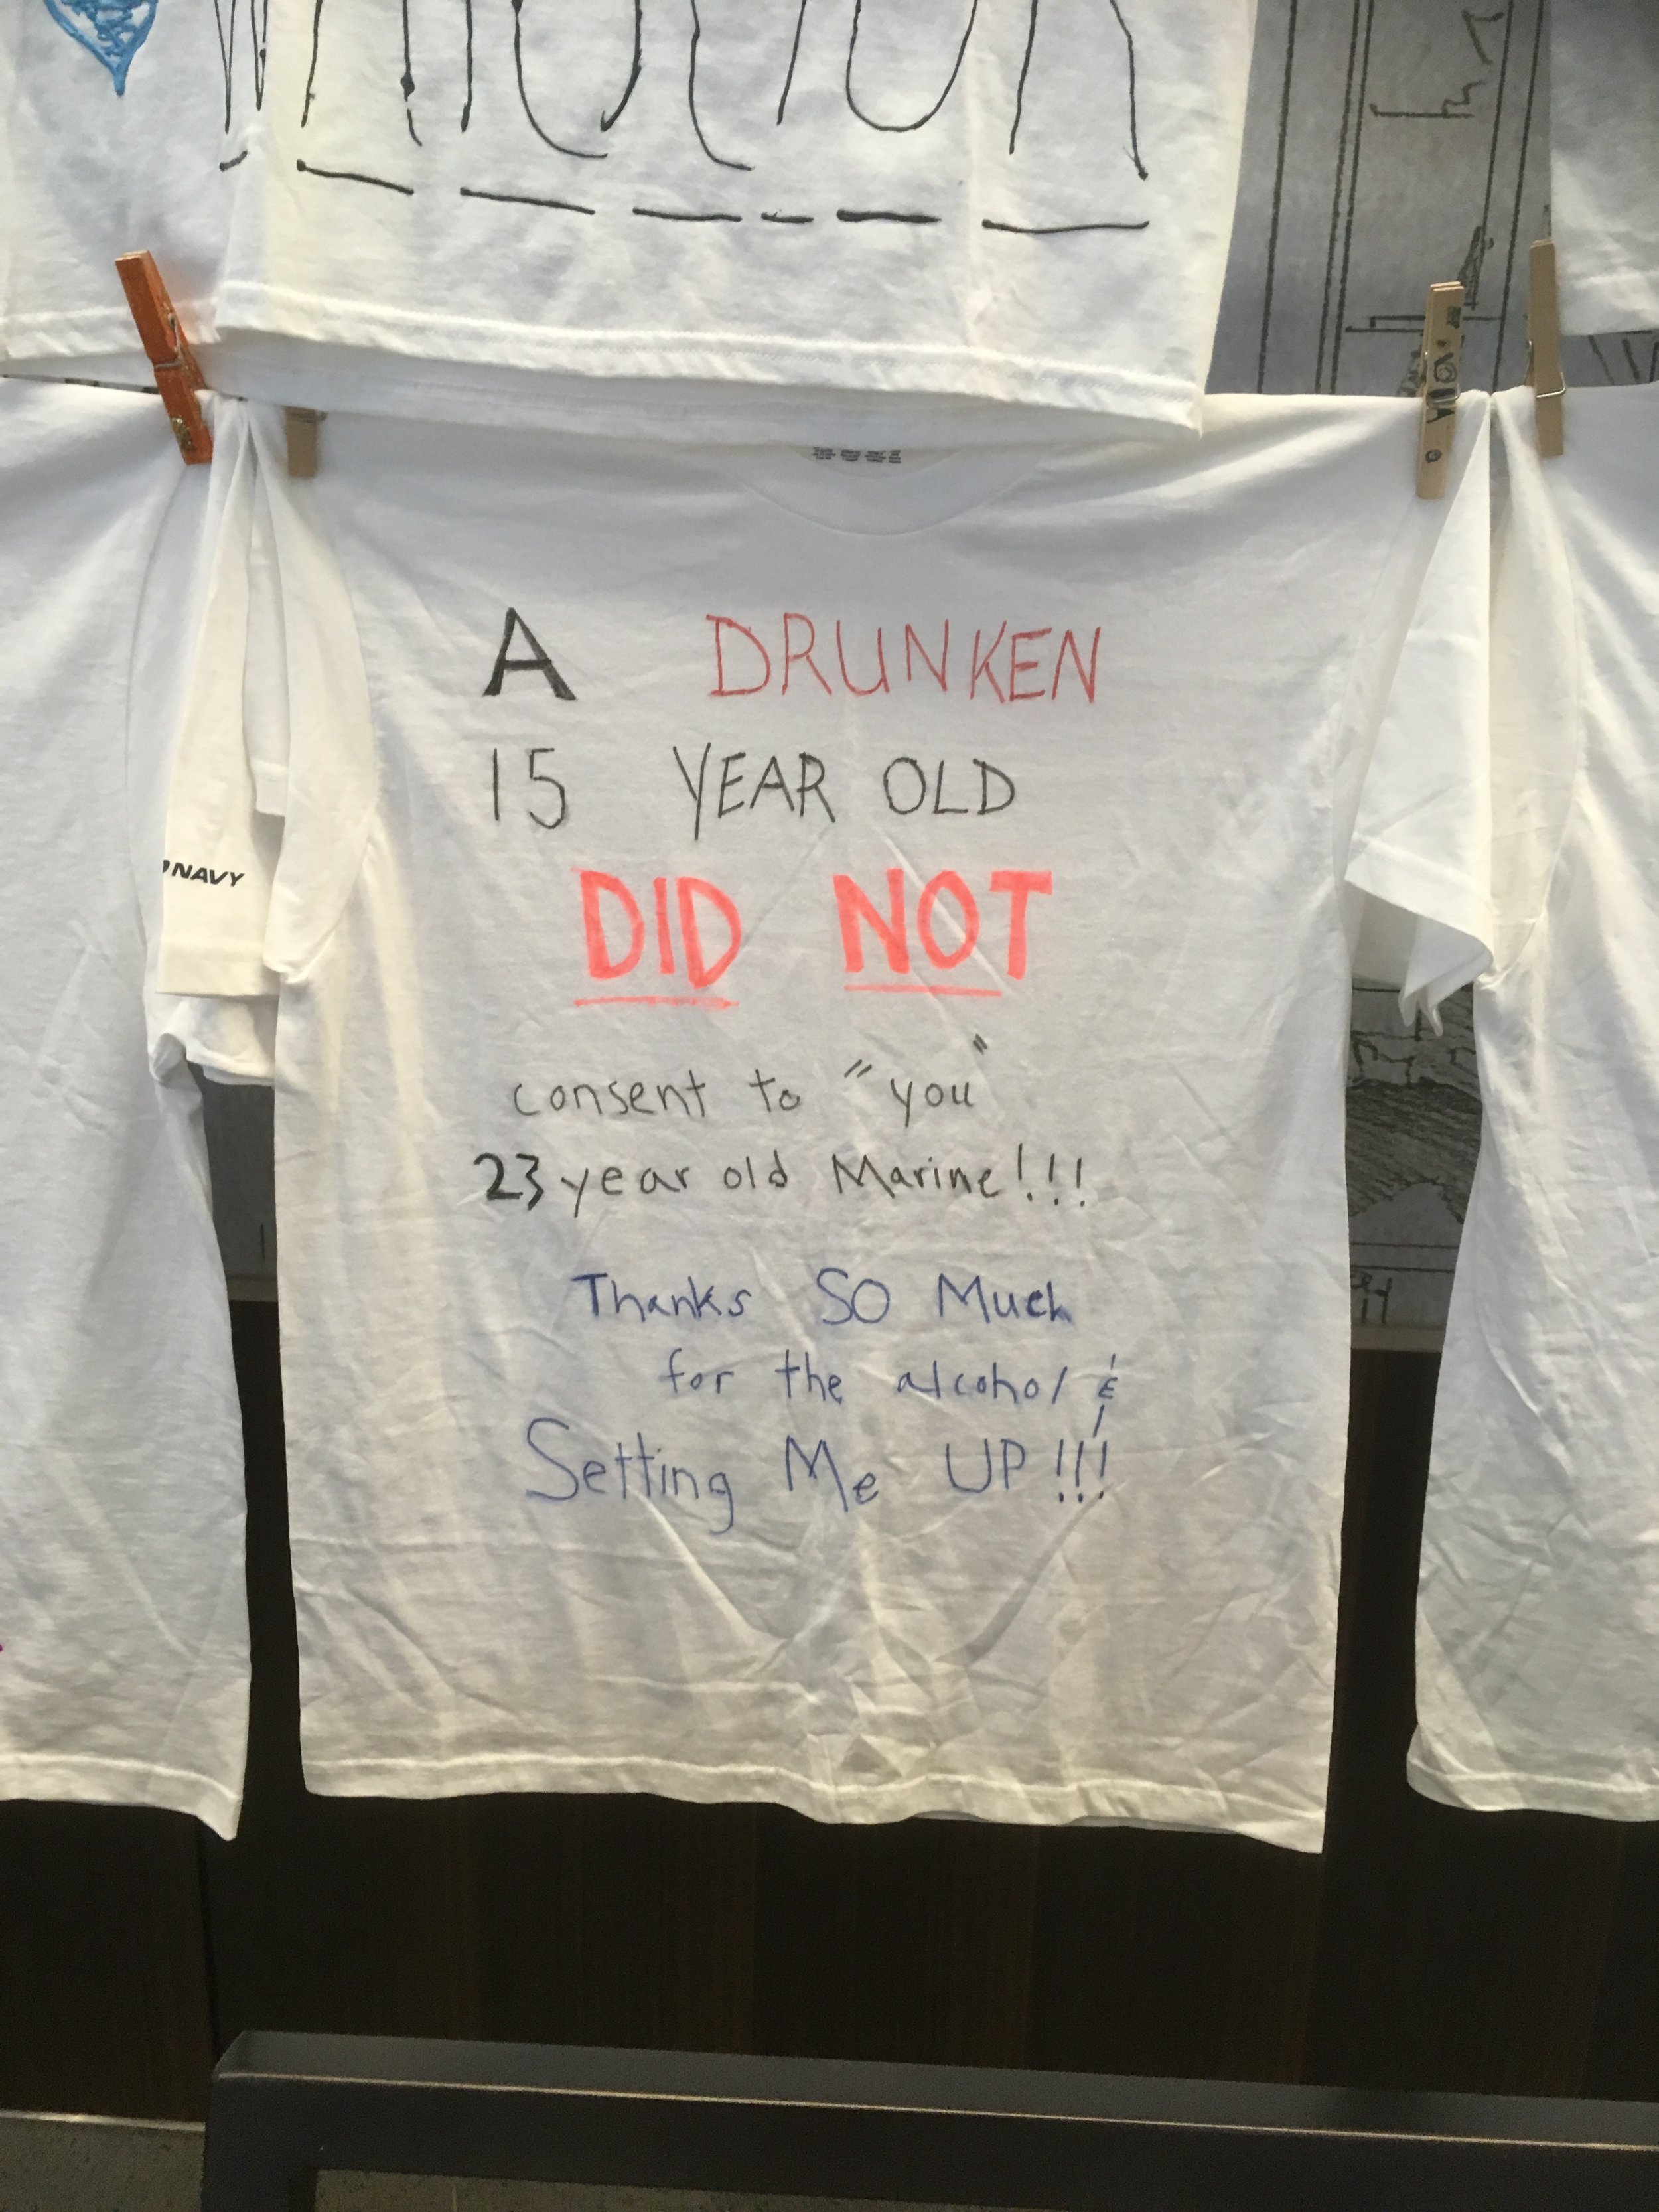 A DRUNKEN
15 YEAR OLD
DID NOT
consent to "you"
23 year old Marine!!!
Thanks SO Much
for the alcohol &
Setting Me UP!!!
NAVY